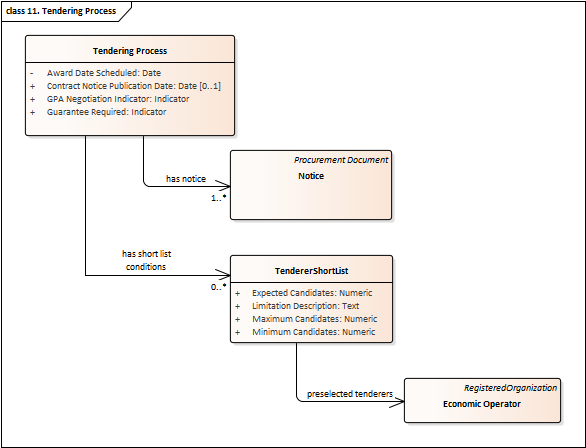 class 11. Tendering Process
Tendering Process
- Award Date Scheduled: Date
+ Contract Notice Publication Date: Date [0..1]
+ GPA Negotiation Indicator: Indicator
+ Guarantee Required: Indicator
Procurement Document
Notice
has notice
1..*
has short list
conditions
0..*
TendererShortList
+ Expected Candidates: Numeric
+ Limitation Description: Text
+ Maximum Candidates: Numeric
+ Minimum Candidates: Numeric
preselected tenderers
RegisteredOrganization
Economic Operator